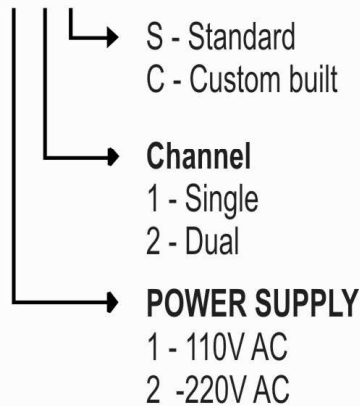 S - Standard
C - Custom built
Channel
1 - Single
2 - Dual
POWER SUPPLY
1 - 110V AC
2 -220V AC